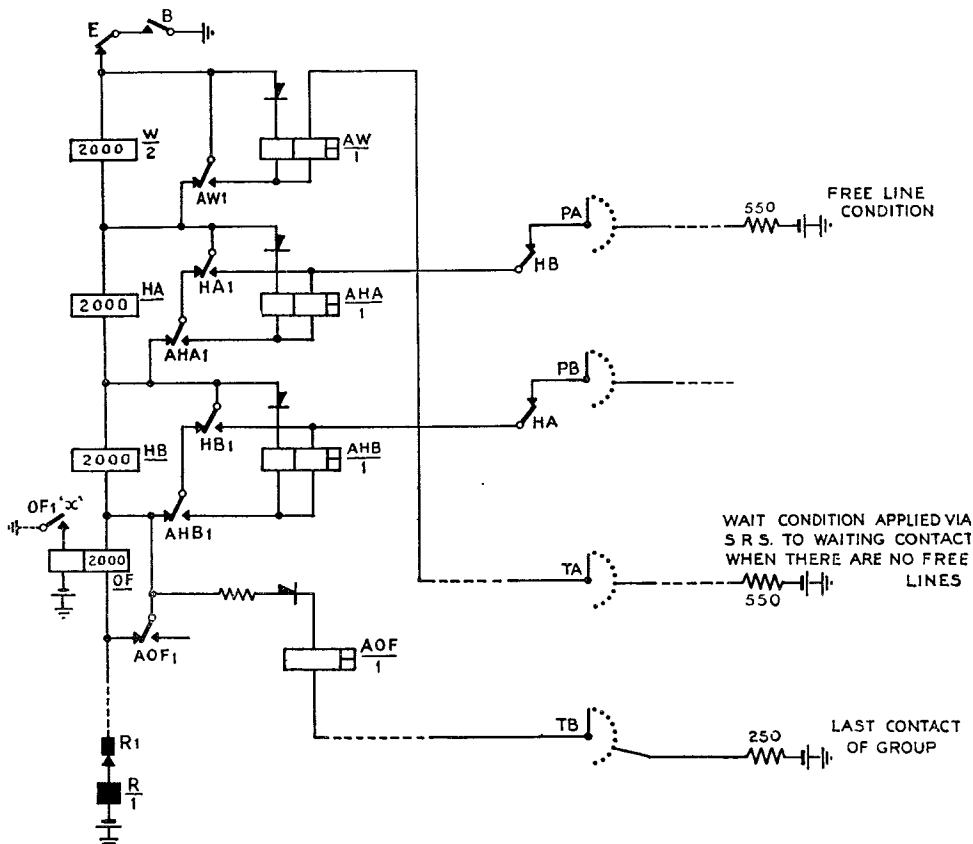 E
B
2000
W
2
AW
1
AW1
PA
550
FREE LINE
CONDITION
HB
2000
HA
HA1
AHA
1
AHA1
PB
HA
2000
HB
HB1
AHB
1
AHB1
OF1 'x'
2000
OF
TA
550
WAIT CONDITION APPLIED VIA
S R S. TO WAITING CONTACT
WHEN THERE ARE NO FREE
LINES
AOF1
AOF
1
TB
250
LAST CONTACT
OF GROUP
R1
R
1